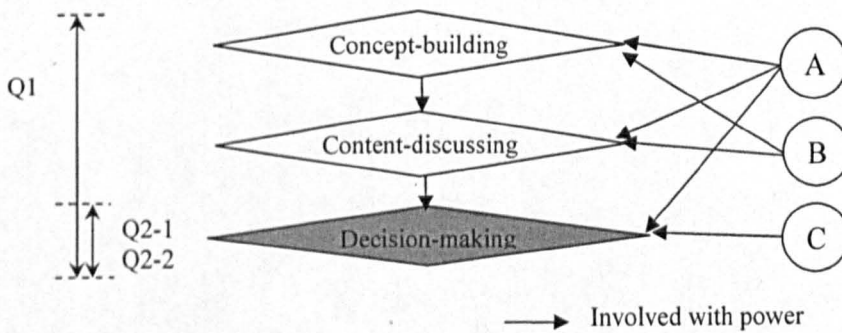 Concept-building
A
Q1
Content-discussing
B
Q2-1
Q2-2
Decision-making
C
Involved with power